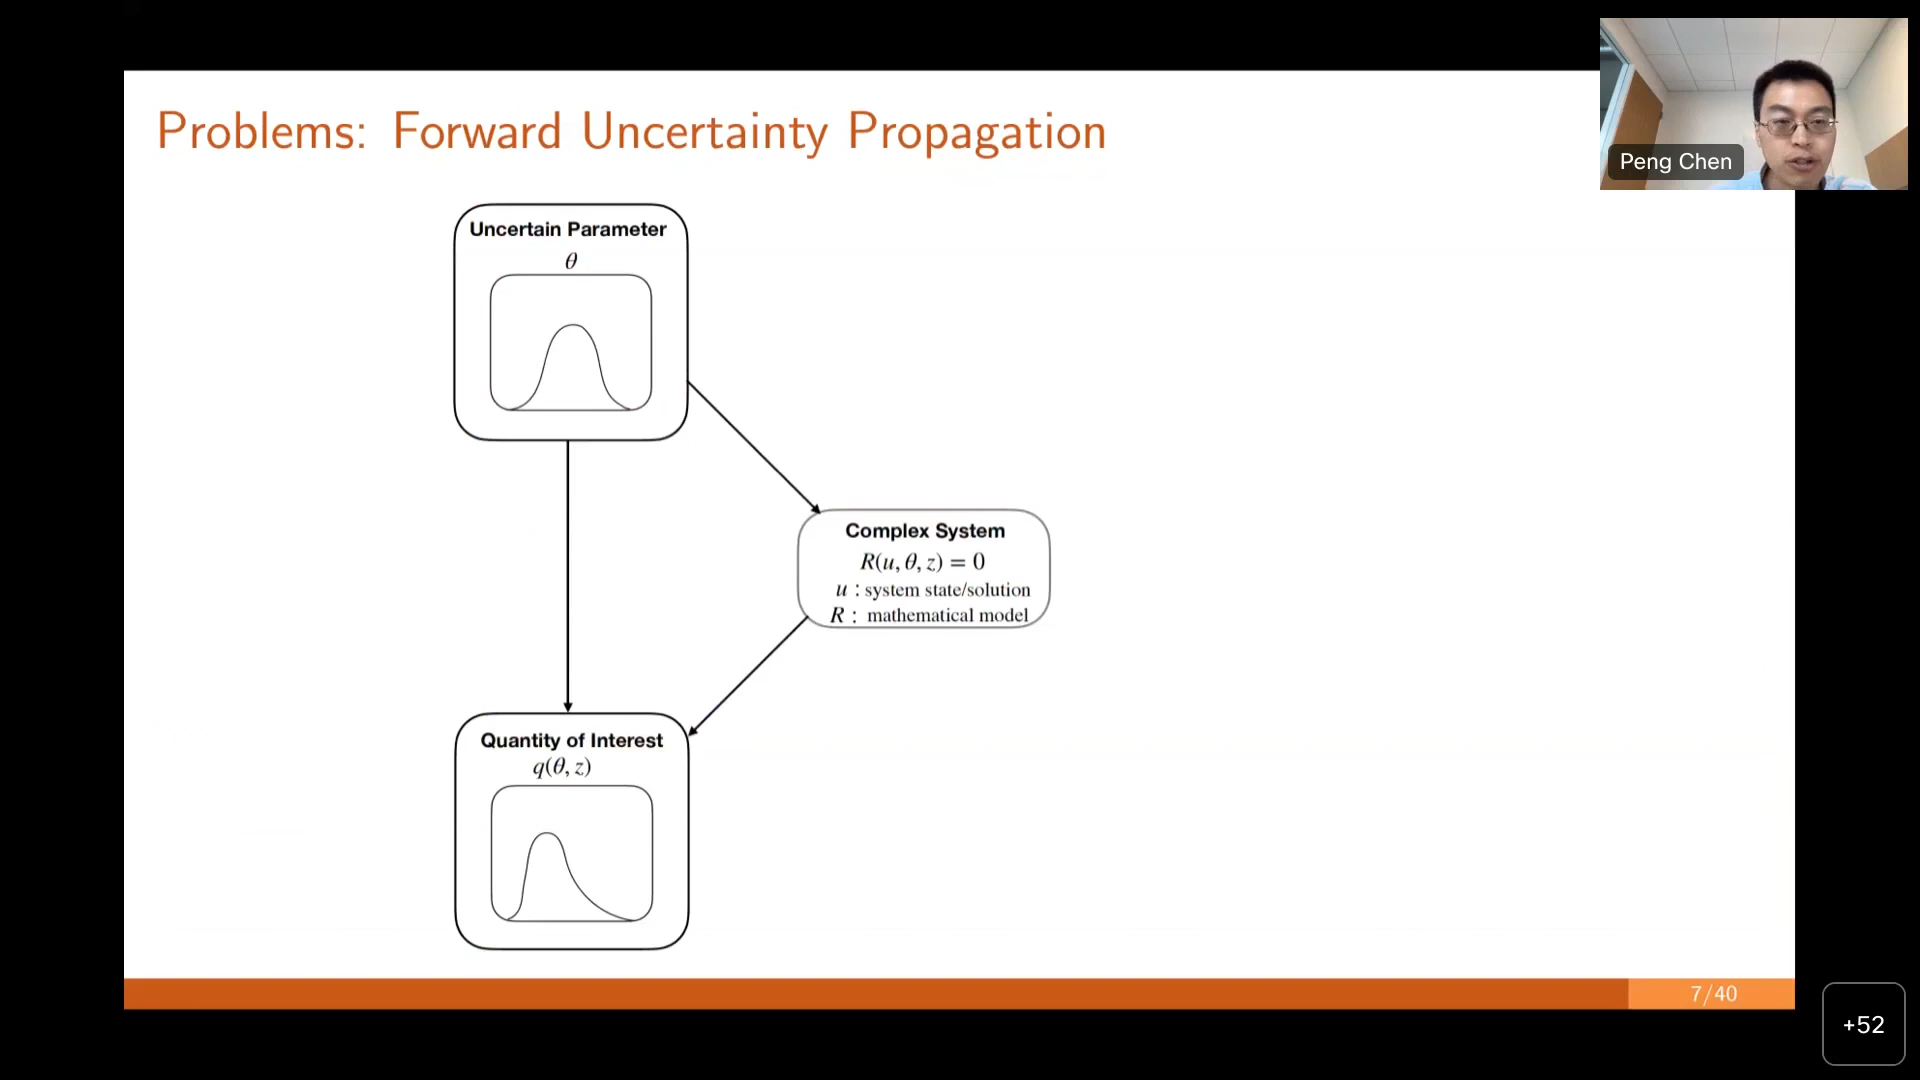 Problems: Forward Uncertainty Propagation
Peng Chen
Uncertain Parameter
θ
Complex System
R(u, θ, z) = 0
u : system state/solution
R : mathematical model
Quantity of Interest
q(θ, z)
7/40
+52